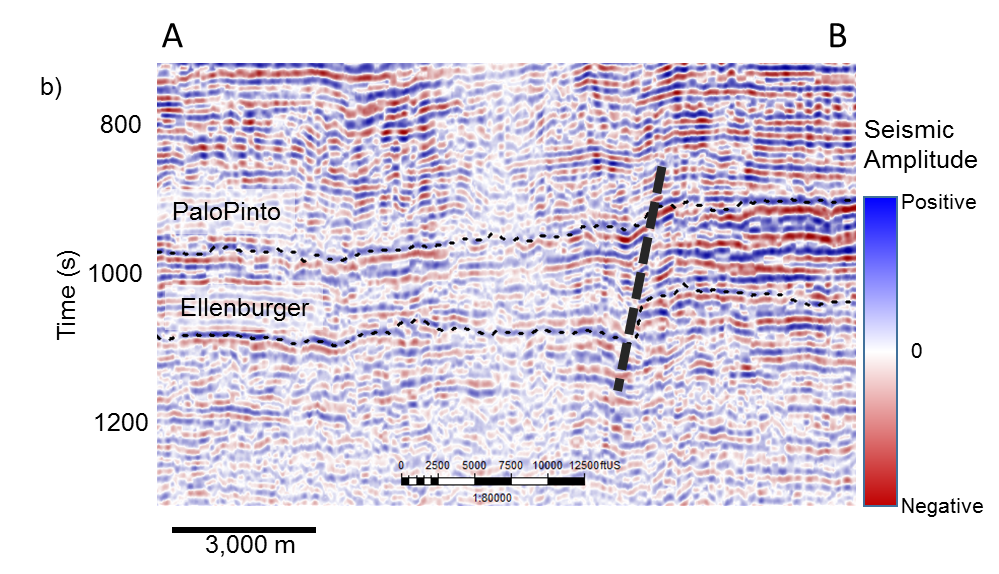 A
B
b)
800
Seismic
Amplitude
Positive
PaloPinto
Time (s)
1000
Ellenburger
0
1200
0 2500 5000 7500 10000 12500ftUS
1:80000
Negative
3,000 m